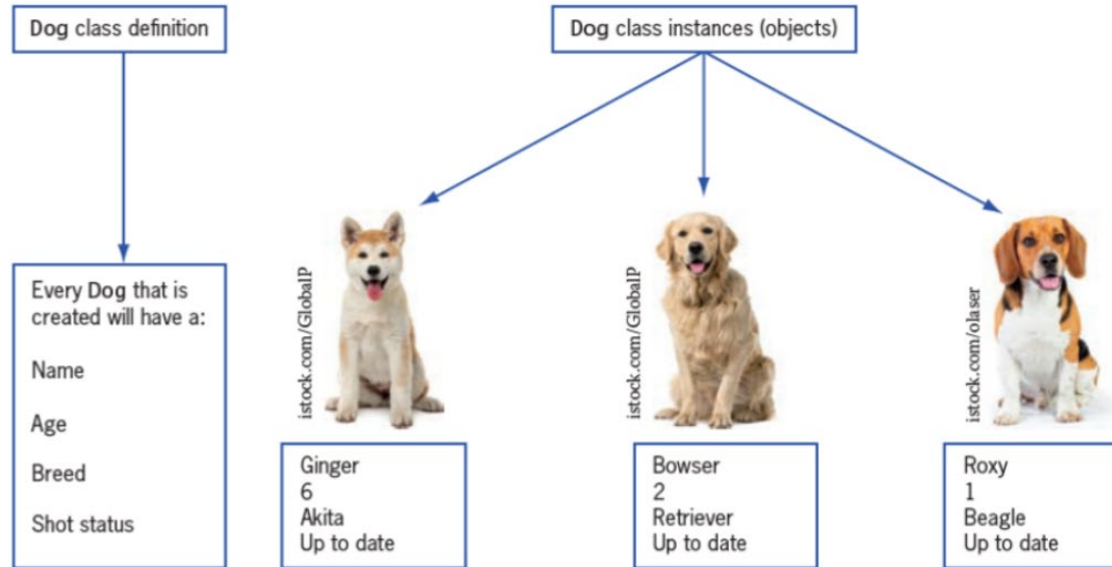 Dog class definition
Every Dog that is
created will have a:
Name
Age
Breed
Shot status
Dog class instances (objects)
istock.com/GlobalP
Ginger
6
Akita
Up to date
istock.com/GlobalP
Bowser
2
Retriever
Up to date
istock.com/olaser
Roxy
1
Beagle
Up to date